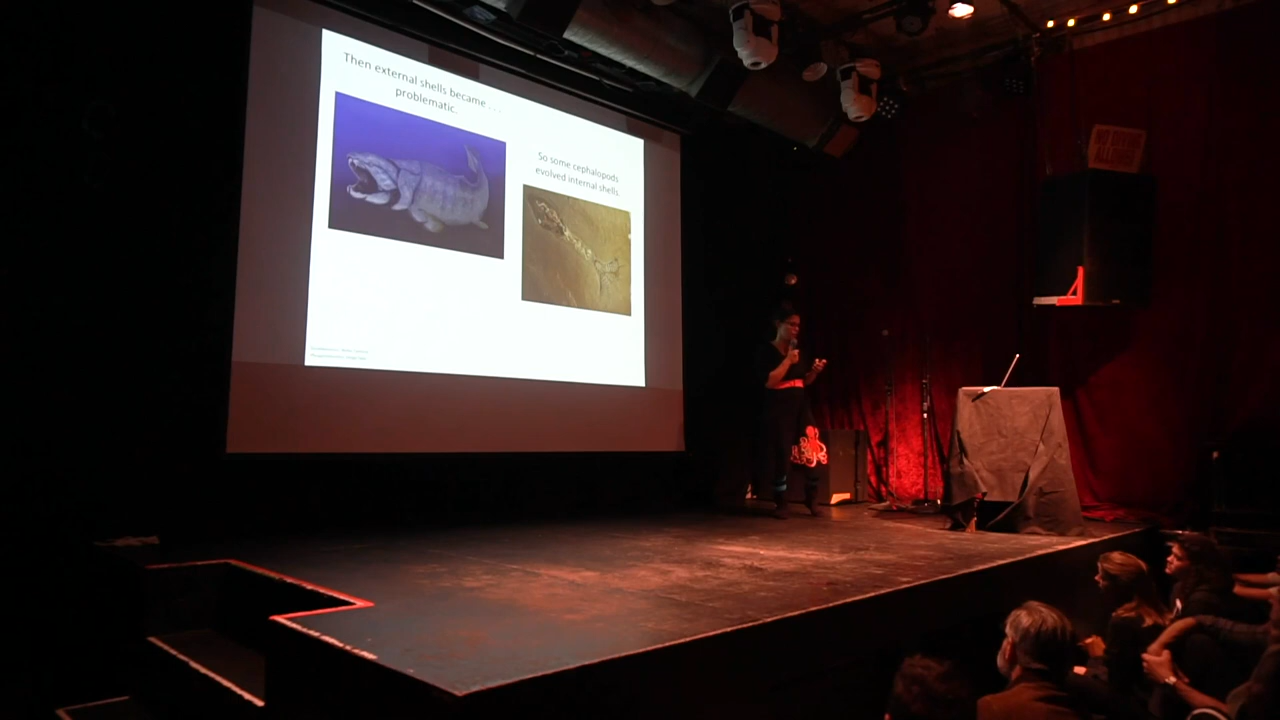 Then external shells became . . .
problematic.
So some cephalopods
evolved internal shells.